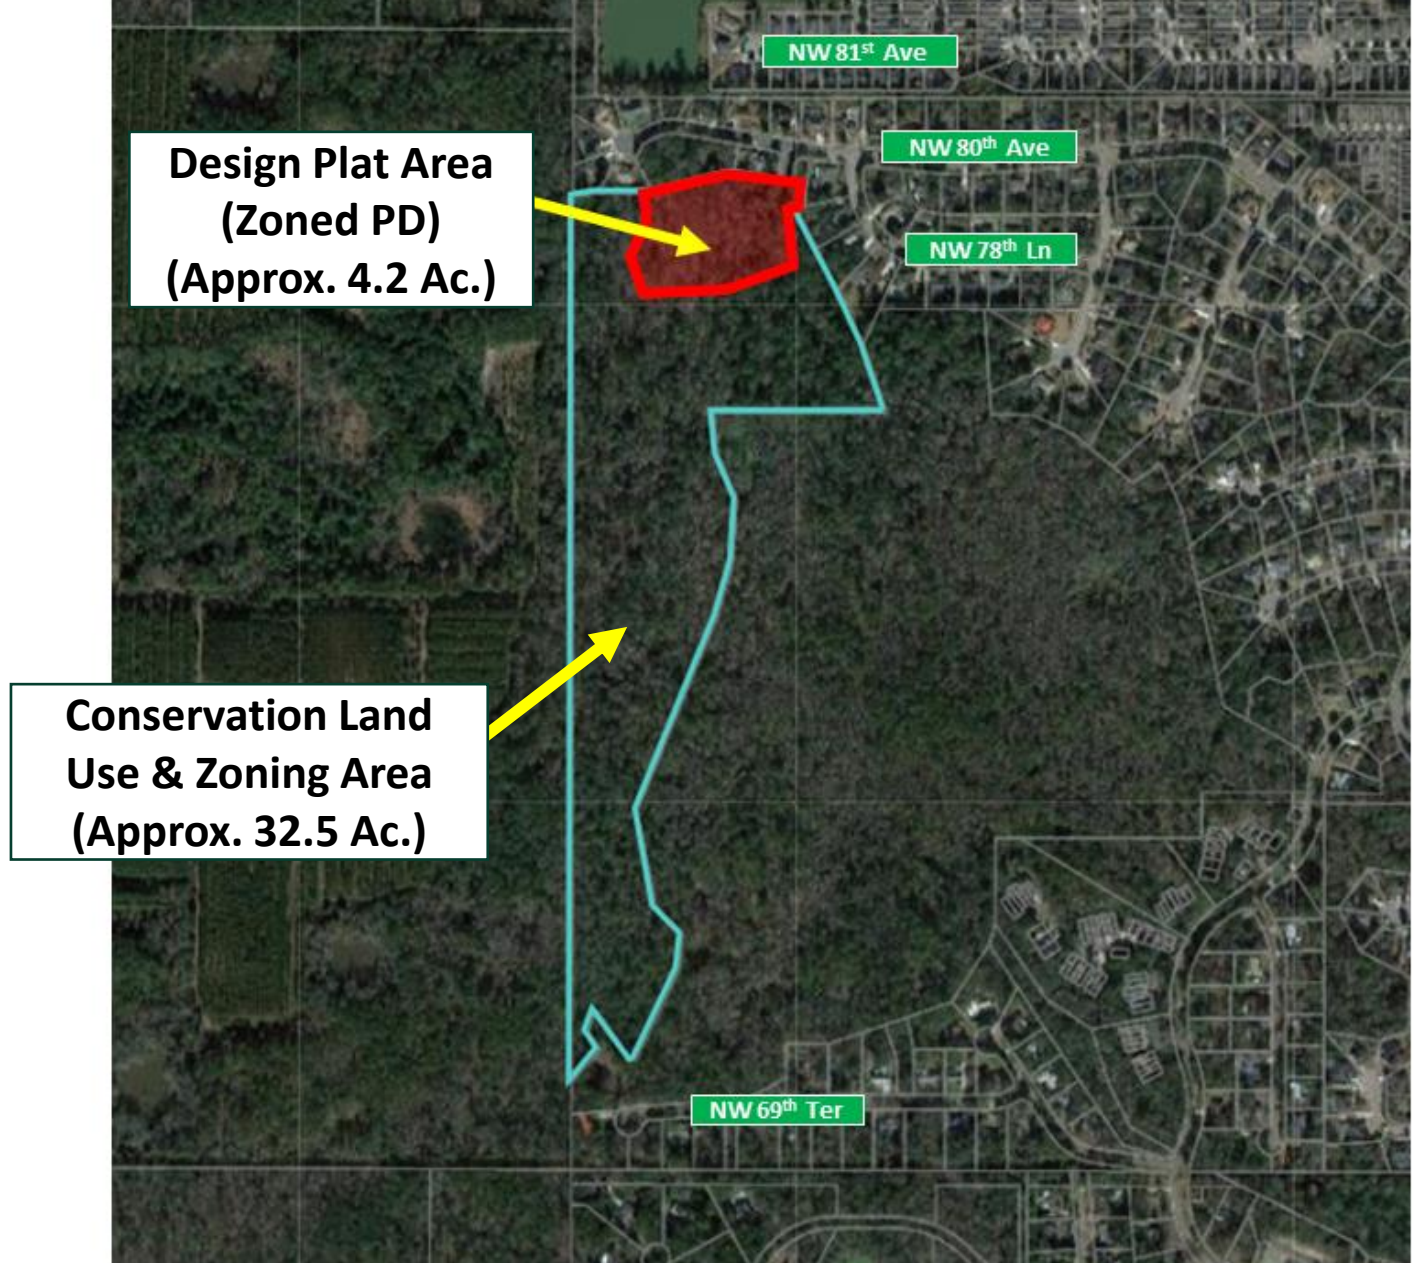 NW 81st Ave
NW 80th Ave
Design Plat Area
(Zoned PD)
(Approx. 4.2 Ac.)
NW 78th Ln
Conservation Land
Use & Zoning Area
(Approx. 32.5 Ac.)
NW 69th Ter